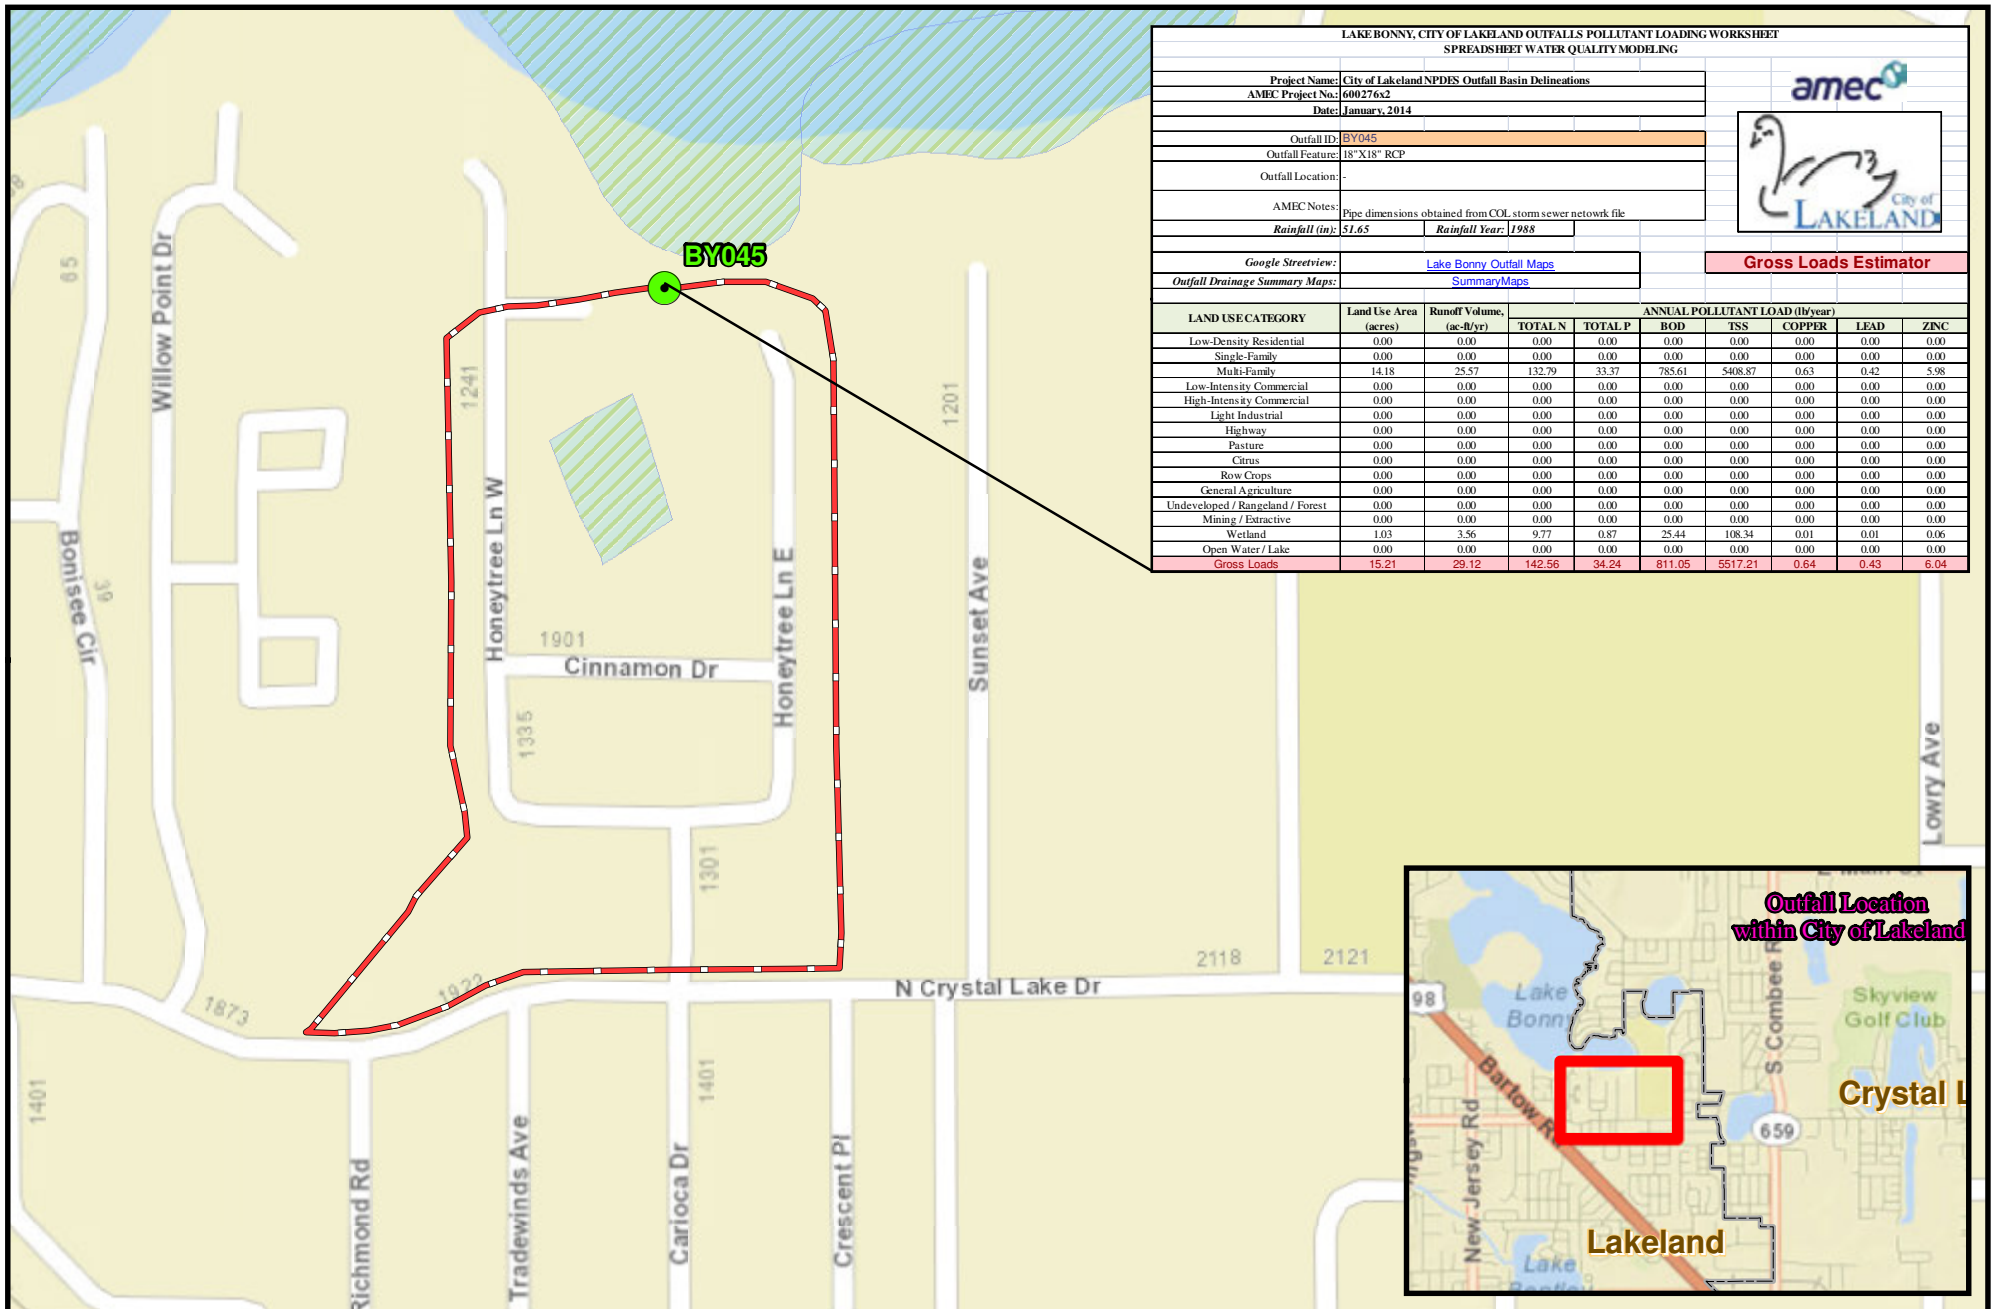 LAKE BONNY, CITY OF LAKELAND OUTFALLS POLLUTANT LOADING WORKSHEET
SPREADSHEET WATER QUALITY MODELING
Project Name: City of Lakeland NPDES Outfall Basin Delineations
AMEC Project No.: 600276x2
Date: January, 2014
Outfall ID: BY045
Outfall Feature: 18"X18" RCP
Outfall Location: -
AMEC Notes: Pipe dimensions obtained from COL storm sewer netowrk file
Rainfall (in): 51.65 Rainfall Year: 1988
amec
City of
LAKELAND
Google Streetview: Lake Bonny Outfall Maps
Gross Loads Estimator
Outfall Drainage Summary Maps: SummaryMaps
LAND USE CATEGORY Land Use Area (acres) Runoff Volume, (ac-ft/yr) ANNUAL POLLUTANT LOAD (lb/year)
TOTAL N TOTAL P BOD TSS COPPER LEAD ZINC
Low-Density Residential 0.00 0.00 0.00 0.00 0.00 0.00 0.00 0.00 0.00
Single-Family 0.00 0.00 0.00 0.00 0.00 0.00 0.00 0.00 0.00
Multi-Family 14.18 25.57 132.79 33.37 785.61 5408.87 0.63 0.42 5.98
Low-Intensity Commercial 0.00 0.00 0.00 0.00 0.00 0.00 0.00 0.00 0.00
High-Intensity Commercial 0.00 0.00 0.00 0.00 0.00 0.00 0.00 0.00 0.00
Light Industrial 0.00 0.00 0.00 0.00 0.00 0.00 0.00 0.00 0.00
Highway 0.00 0.00 0.00 0.00 0.00 0.00 0.00 0.00 0.00
Pasture 0.00 0.00 0.00 0.00 0.00 0.00 0.00 0.00 0.00
Citrus 0.00 0.00 0.00 0.00 0.00 0.00 0.00 0.00 0.00
Row Crops 0.00 0.00 0.00 0.00 0.00 0.00 0.00 0.00 0.00
General Agriculture 0.00 0.00 0.00 0.00 0.00 0.00 0.00 0.00 0.00
Undeveloped / Rangeland / Forest 0.00 0.00 0.00 0.00 0.00 0.00 0.00 0.00 0.00
Mining / Extractive 0.00 0.00 0.00 0.00 0.00 0.00 0.00 0.00 0.00
Wetland 1.03 3.56 9.77 0.87 25.44 108.34 0.01 0.01 0.06
Open Water / Lake 0.00 0.00 0.00 0.00 0.00 0.00 0.00 0.00 0.00
Gross Loads 15.21 29.12 142.56 34.24 811.05 5517.21 0.64 0.43 6.04
BY045
65
Willow Point Dr
1241
1201
Honeytree Ln W
Bonisee Cir
39
Honeytree Ln E
Sunset Ave
1901
Cinnamon Dr
1335
Lowry Ave
1301
2118
2121
N Crystal Lake Dr
1922
1873
1401
1401
Richmond Rd
Tradewinds Ave
Carioca Dr
Crescent Pl
Outfall Location
within City of Lakeland
98
Lake
Bonny
S Combee R
Skyview
Golf Club
Bartow Rd
Crystal L
659
New Jersey Rd
Lakeland
Lake